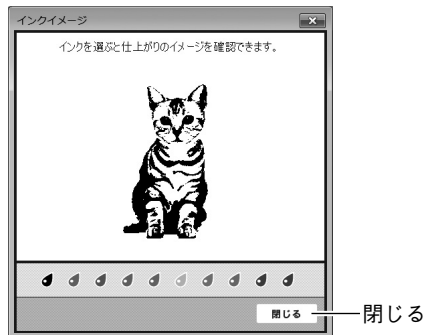 インクイメージ
インクを選ぶと仕上がりのイメージを確認できます。
閉じる
閉じる